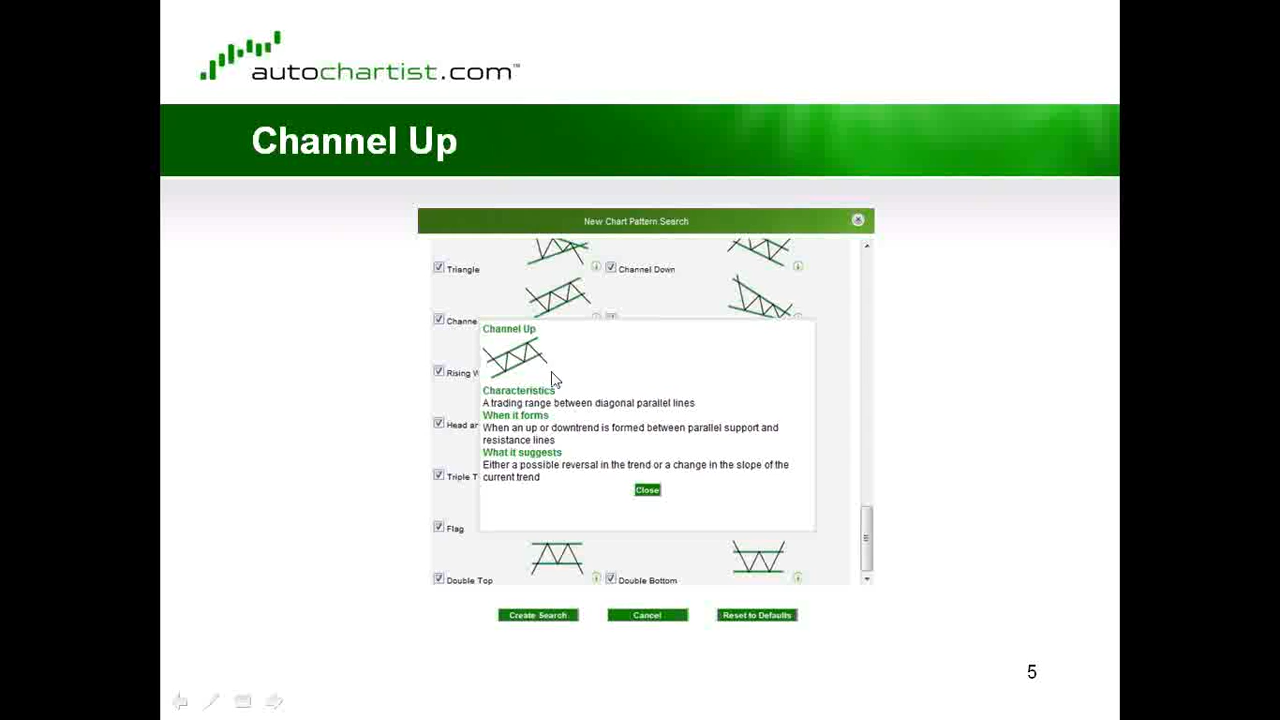 autochartist.com™
Channel Up
New Chart Pattern Search
Triangle
Channel Down
Channe
Channel Up
Rising W
Characteristics
A trading range between diagonal parallel lines
When it forms
Head ar
When an up or downtrend is formed between parallel support and
resistance lines
What it suggests
Either a possible reversal in the trend or a change in the slope of the
Triple T
current trend
Close
Flag
Double Top
Double Bottom
Create Search
Cancel
Reset to Defaults
5